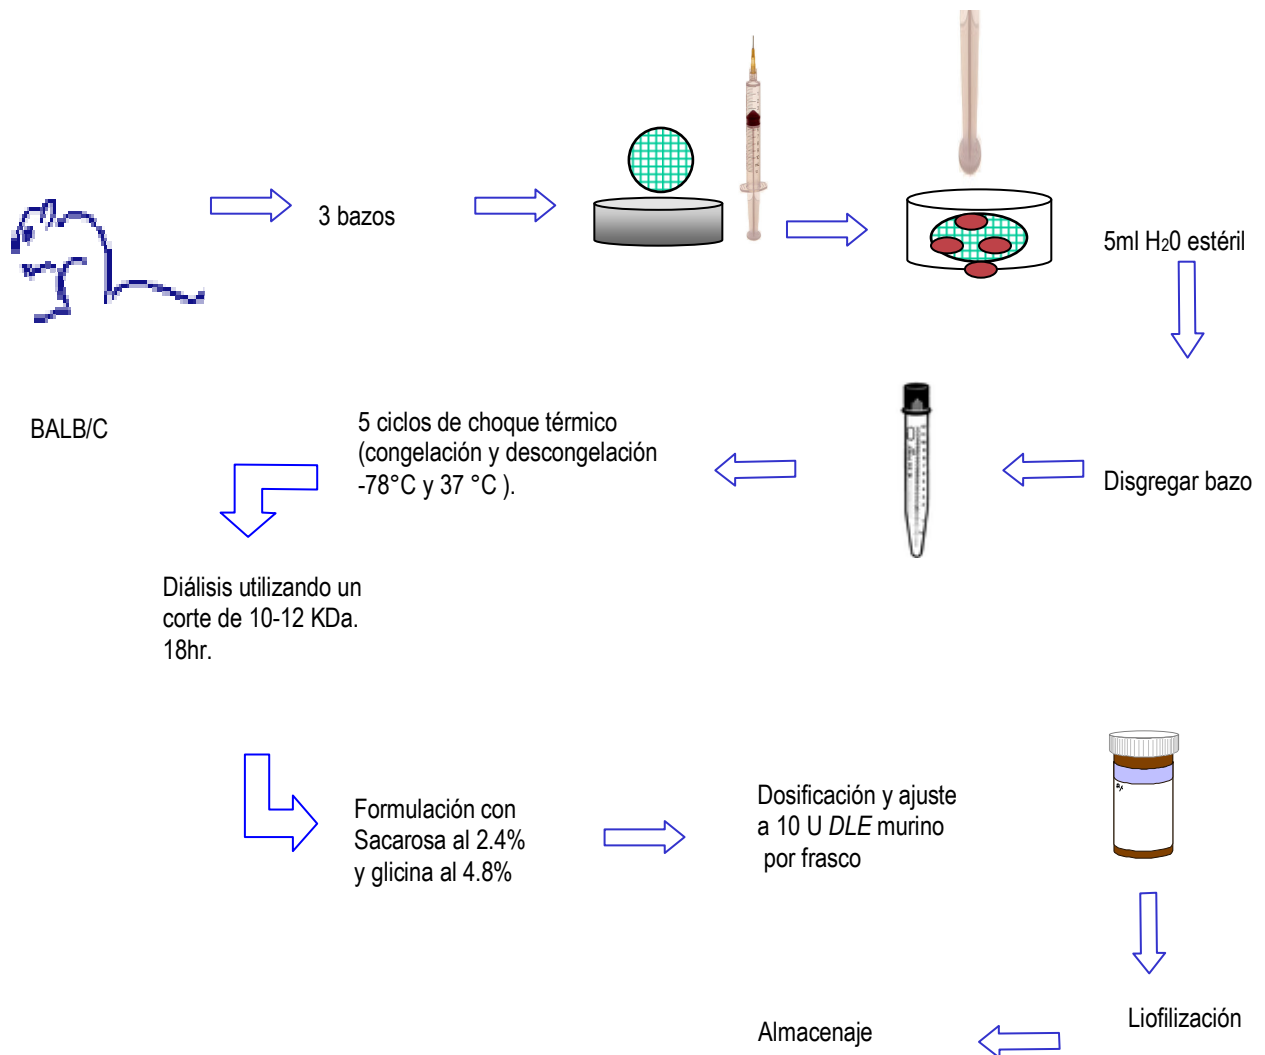 3 bazos
5ml H₂0 estéril
BALB/C
5 ciclos de choque térmico
(congelación y descongelación
-78°C y 37 °C ).
Disgregar bazo
Diálisis utilizando un
corte de 10-12 KDa.
18hr.
Formulación con
Sacarosa al 2.4%
y glicina al 4.8%
Dosificación y ajuste
a 10 U DLE murino
por frasco
Liofilización
Almacenaje